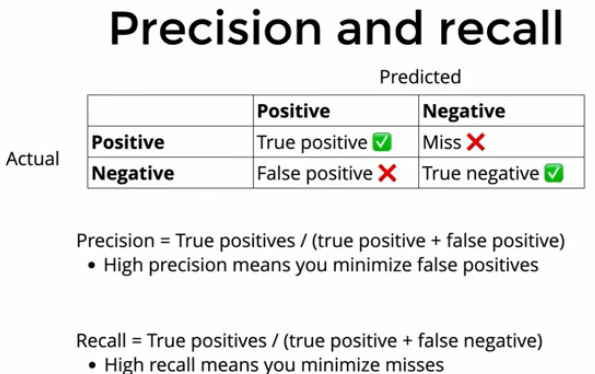 Precision and recall
Predicted
Positive Negative
Actual
Positive True positive ✅ Miss ❌
Negative False positive ❌ True negative ✅
Precision = True positives / (true positive + false positive)
• High precision means you minimize false positives
Recall = True positives / (true positive + false negative)
• High recall means you minimize misses